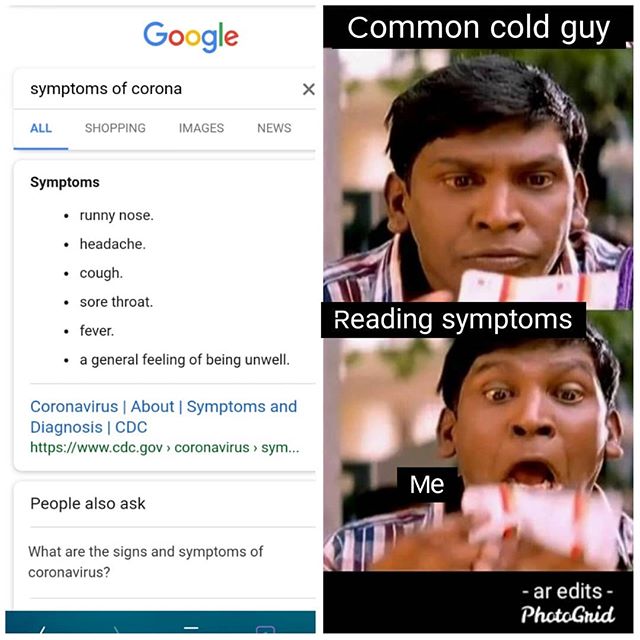 Google
symptoms of corona
ALL SHOPPING IMAGES NEWS
Symptoms
• runny nose.
• headache.
• cough.
• sore throat.
• fever.
• a general feeling of being unwell.
Coronavirus | About | Symptoms and
Diagnosis | CDC
https://www.cdc.gov › coronavirus › sym...
People also ask
What are the signs and symptoms of
coronavirus?
Common cold guy
Reading symptoms
Me
- ar edits -
PhotoGrid